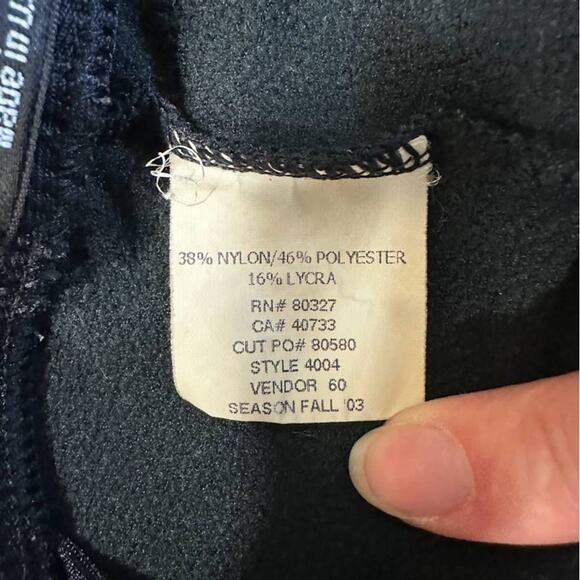 38% NYLON/46% POLYESTER
16% LYCRA
RN# 80327
CA# 40733
CUT PO# 80580
STYLE 4004
VENDOR 60
SEASON FALL '03